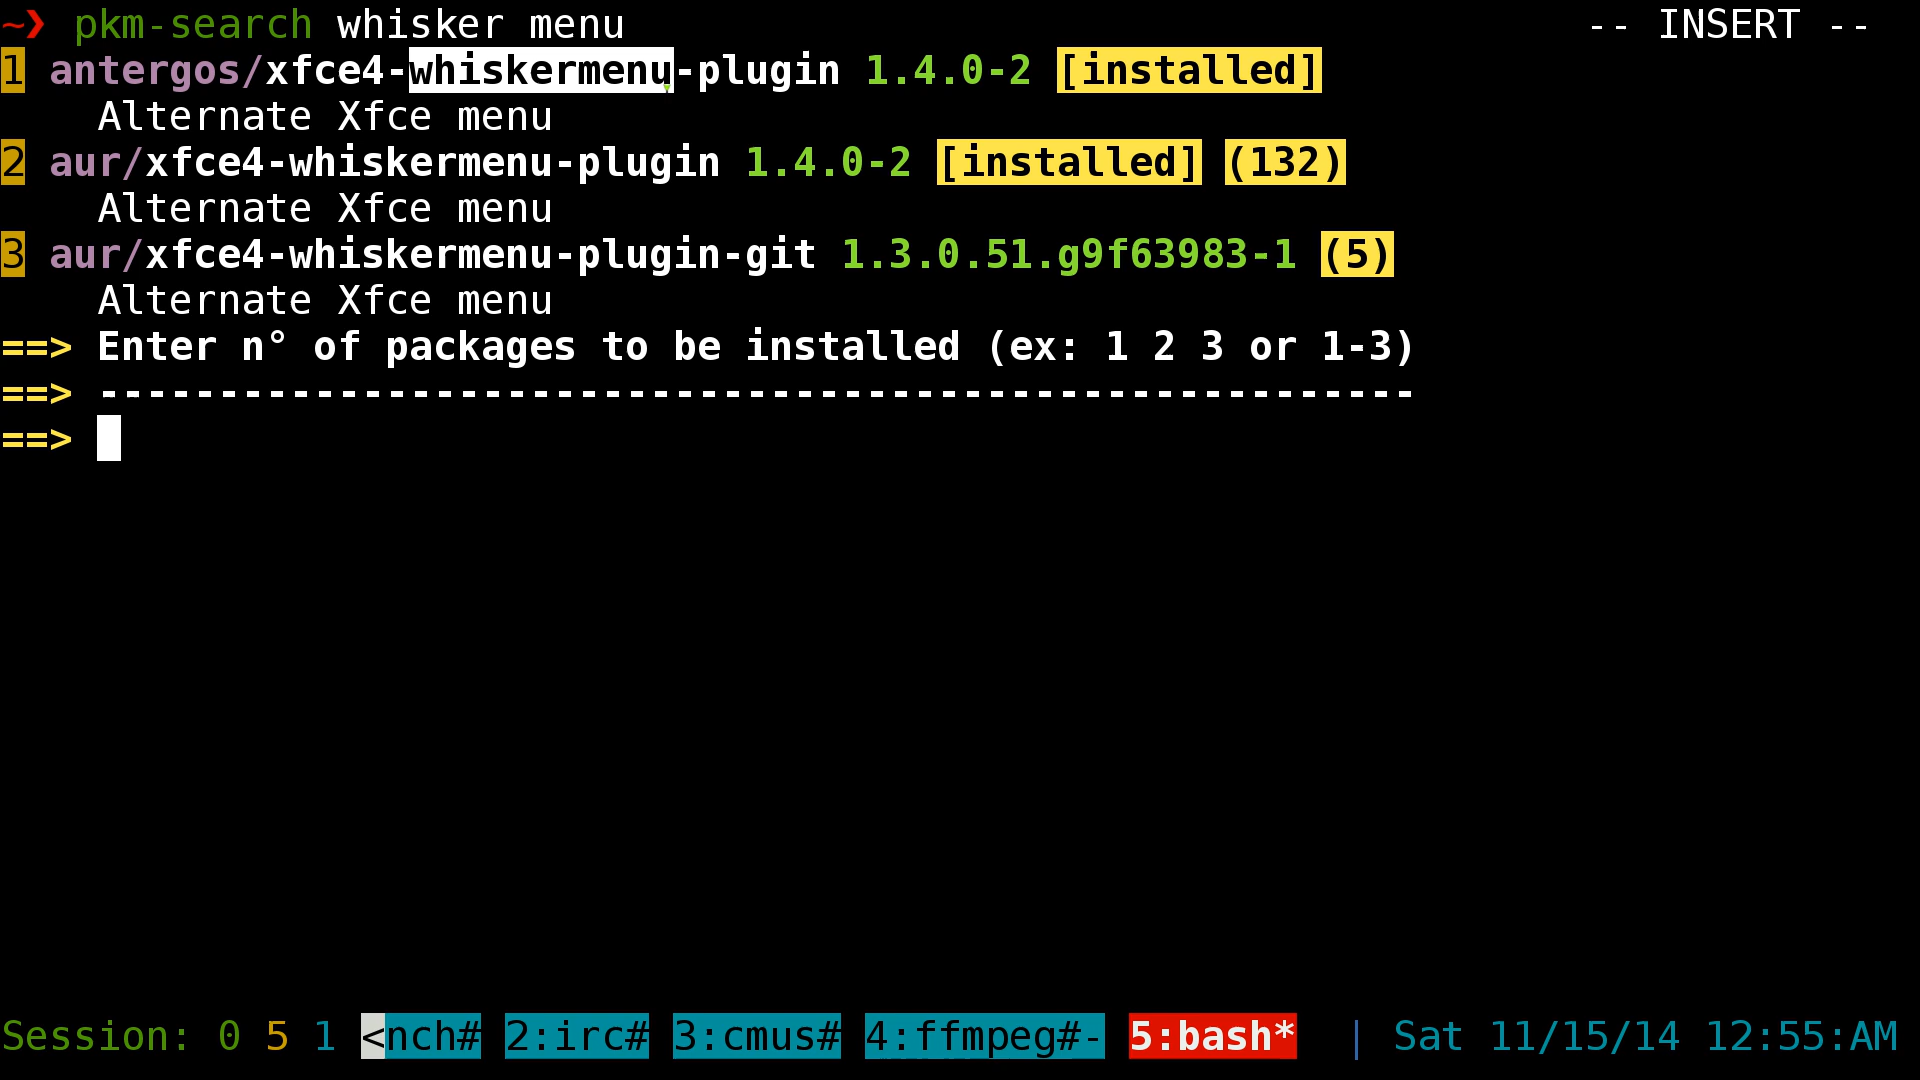 ~❯ pkm-search whisker menu -- INSERT --
1 antergos/xfce4-whiskermenu-plugin 1.4.0-2 [installed]
Alternate Xfce menu
2 aur/xfce4-whiskermenu-plugin 1.4.0-2 [installed] (132)
Alternate Xfce menu
3 aur/xfce4-whiskermenu-plugin-git 1.3.0.51.g9f63983-1 (5)
Alternate Xfce menu
==> Enter n° of packages to be installed (ex: 1 2 3 or 1-3)
==> -------------------------------------------------------
==>
Session: 0 5 1 <nch# 2:irc# 3:cmus# 4:ffmpeg#- 5:bash* | Sat 11/15/14 12:55:AM